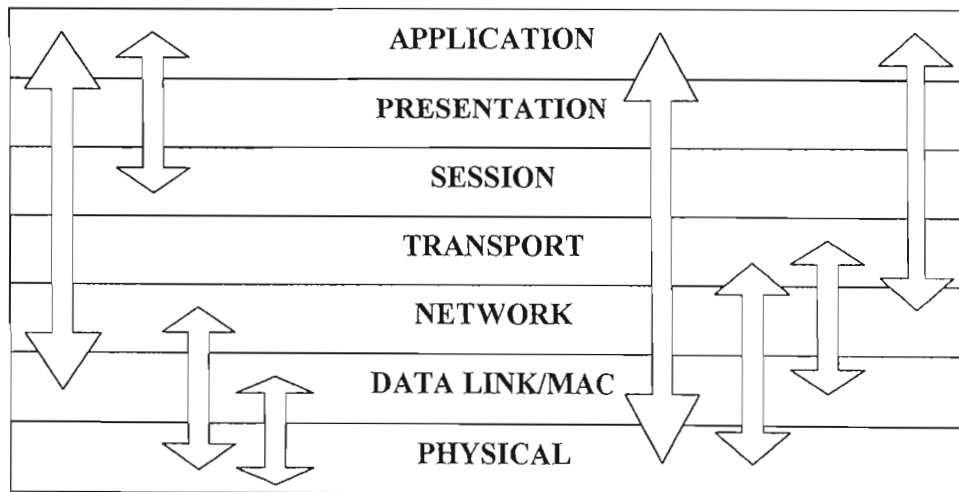 APPLICATION
PRESENTATION
SESSION
TRANSPORT
NETWORK
DATA LINK/MAC
PHYSICAL